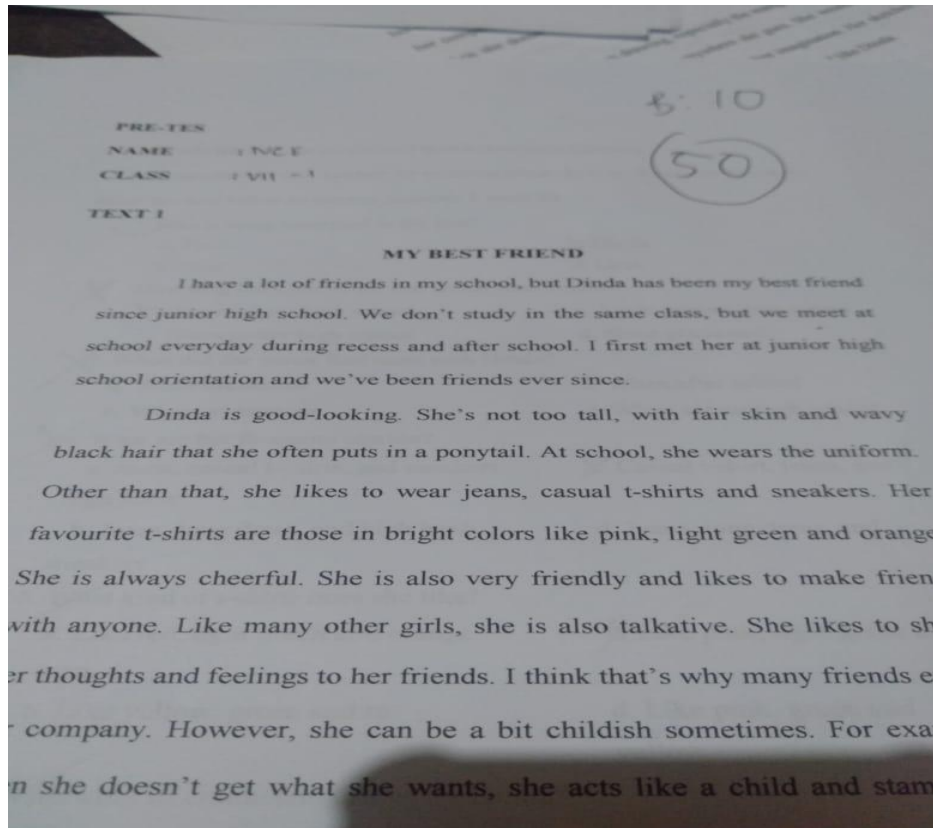 B: 10
50
PRE-TES
NAME :
CLASS : VII - 1
TEXT 1
MY BEST FRIEND
I have a lot of friends in my school, but Dinda has been my best friend
since junior high school. We don't study in the same class, but we meet at
school everyday during recess and after school. I first met her at junior high
school orientation and we've been friends ever since.
Dinda is good-looking. She's not too tall, with fair skin and wavy
black hair that she often puts in a ponytail. At school, she wears the uniform.
Other than that, she likes to wear jeans, casual t-shirts and sneakers. Her
favourite t-shirts are those in bright colors like pink, light green and orange
She is always cheerful. She is also very friendly and likes to make frien
with anyone. Like many other girls, she is also talkative. She likes to sh
er thoughts and feelings to her friends. I think that's why many friends e
company. However, she can be a bit childish sometimes. For exa
n she doesn't get what she wants, she acts like a child and stam